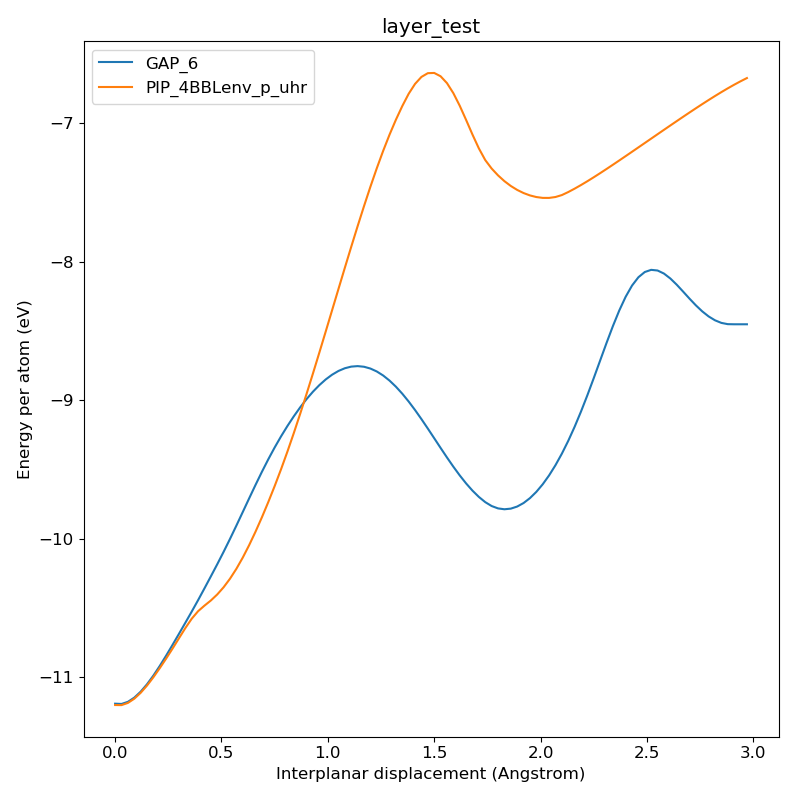 layer_test
GAP_6
PIP_4BBLenv_p_uhr
Energy per atom (eV)
−7
−8
−9
−10
−11
0.0 0.5 1.0 1.5 2.0 2.5 3.0
Interplanar displacement (Angstrom)